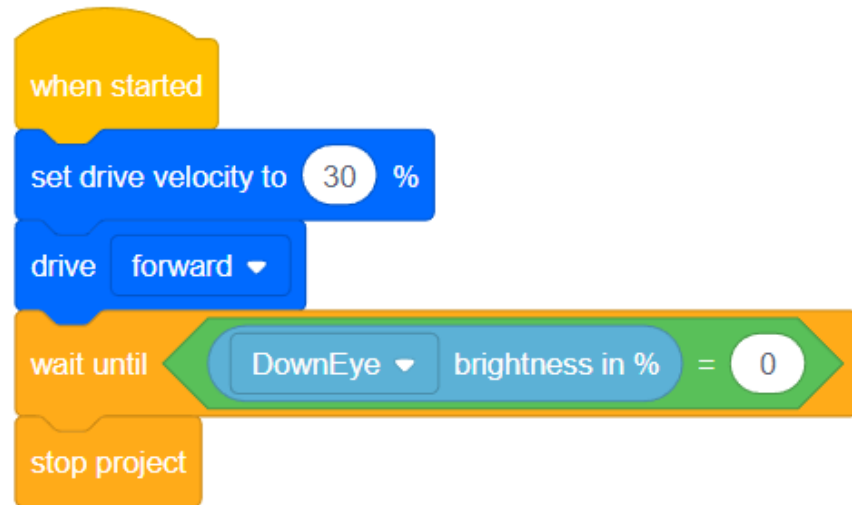 when started
set drive velocity to 30 %
drive forward
wait until DownEye brightness in % = 0
stop project